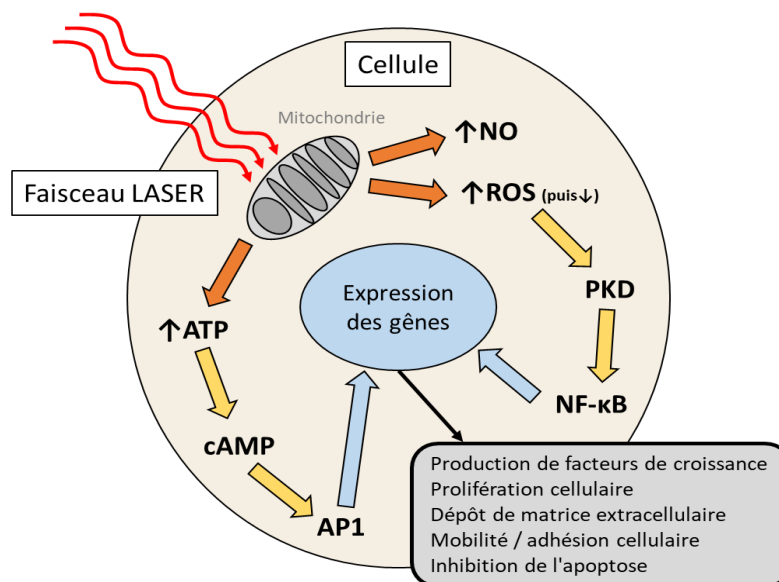 Cellule
Mitochondrie
Faisceau LASER
↑NO
↑ROS (puis↓)
PKD
Expression
des gênes
↑ATP
NF-κB
cAMP
AP1
Production de facteurs de croissance
Prolifération cellulaire
Dépôt de matrice extracellulaire
Mobilité / adhésion cellulaire
Inhibition de l'apoptose